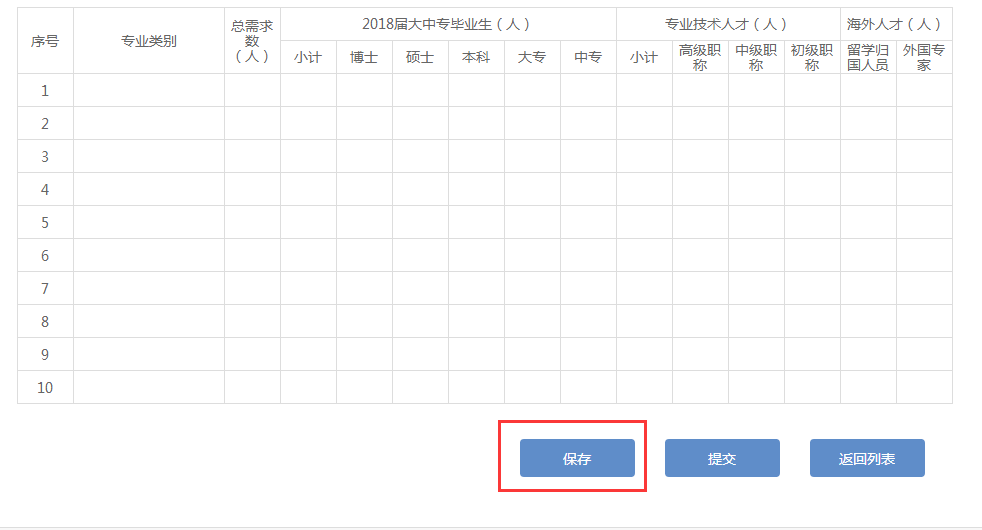 序号
专业类别
总需求
数
（人）
2018届大中专毕业生（人）
专业技术人才（人）
海外人才（人）
小计
博士
硕士
本科
大专
中专
小计
高级职
称
中级职
称
初级职
称
留学归
国人员
外国专
家
1
2
3
4
5
6
7
8
9
10
保存
提交
返回列表